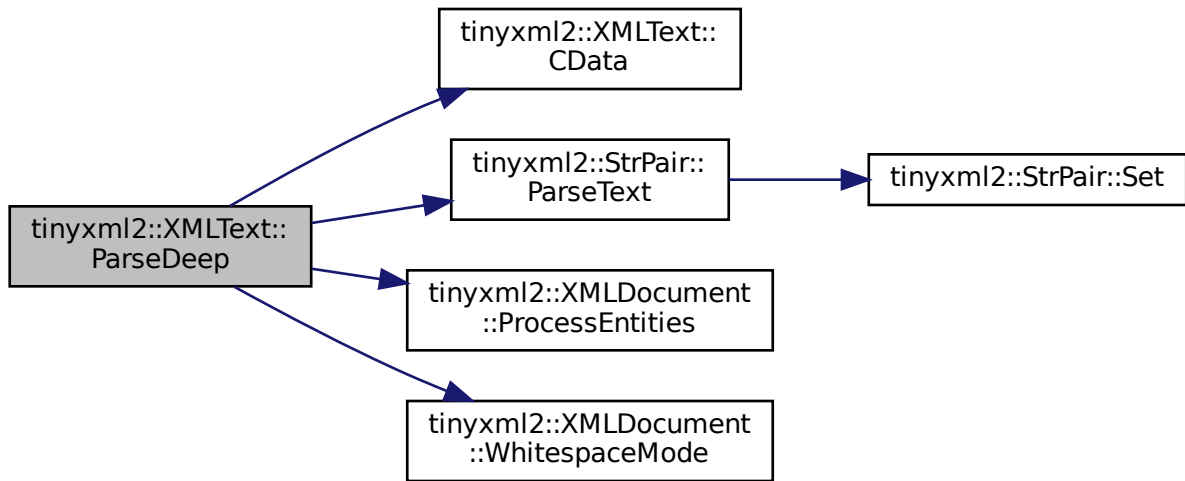 tinyxml2::XMLText::
CData
tinyxml2::StrPair::
ParseText
tinyxml2::StrPair::Set
tinyxml2::XMLText::
ParseDeep
tinyxml2::XMLDocument
::ProcessEntities
tinyxml2::XMLDocument
::WhitespaceMode